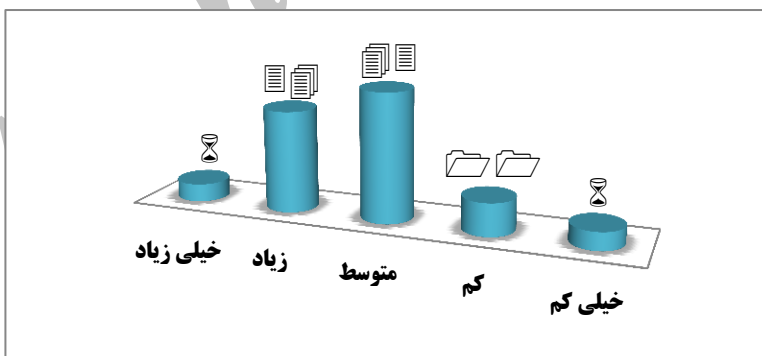 خیلی کم
کم
متوسط
زیاد
خیلی زیاد